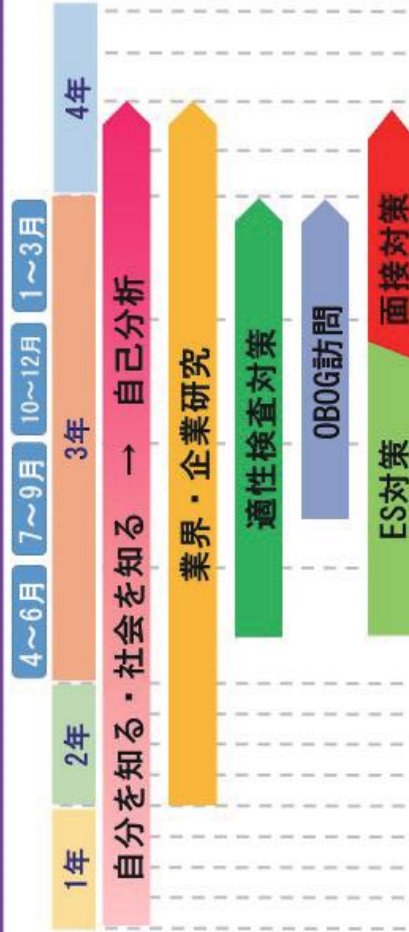 4～6月 7～9月 10～12月 1～3月
1年 2年 3年 4年
自分を知る・社会を知る → 自己分析
業界・企業研究
適性検査対策
OBOG訪問
ES対策 面接対策